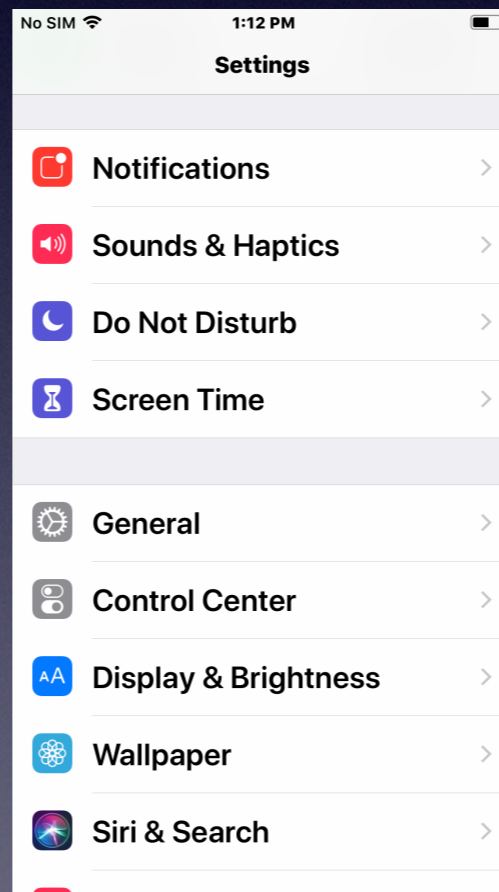 No SIM 1:12 PM
Settings
Notifications
Sounds & Haptics
Do Not Disturb
Screen Time
General
Control Center
AA Display & Brightness
Wallpaper
Siri & Search